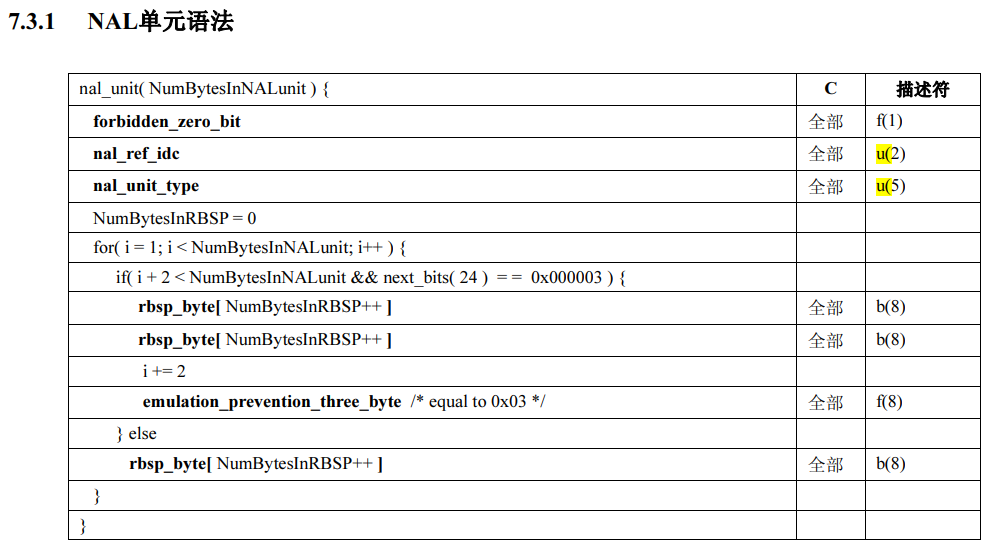 7.3.1 NAL单元语法
nal_unit( NumBytesInNALunit ) { C 描述符
forbidden_zero_bit 全部 f(1)
nal_ref_idc 全部 u(2)
nal_unit_type 全部 u(5)
NumBytesInRBSP = 0
for( i = 1; i < NumBytesInNALunit; i++ ) {
if( i + 2 < NumBytesInNALunit && next_bits( 24 ) = = 0x000003 ) {
rbsp_byte[ NumBytesInRBSP++ ] 全部 b(8)
rbsp_byte[ NumBytesInRBSP++ ] 全部 b(8)
i += 2
emulation_prevention_three_byte /* equal to 0x03 */ 全部 f(8)
} else
rbsp_byte[ NumBytesInRBSP++ ] 全部 b(8)
}
}